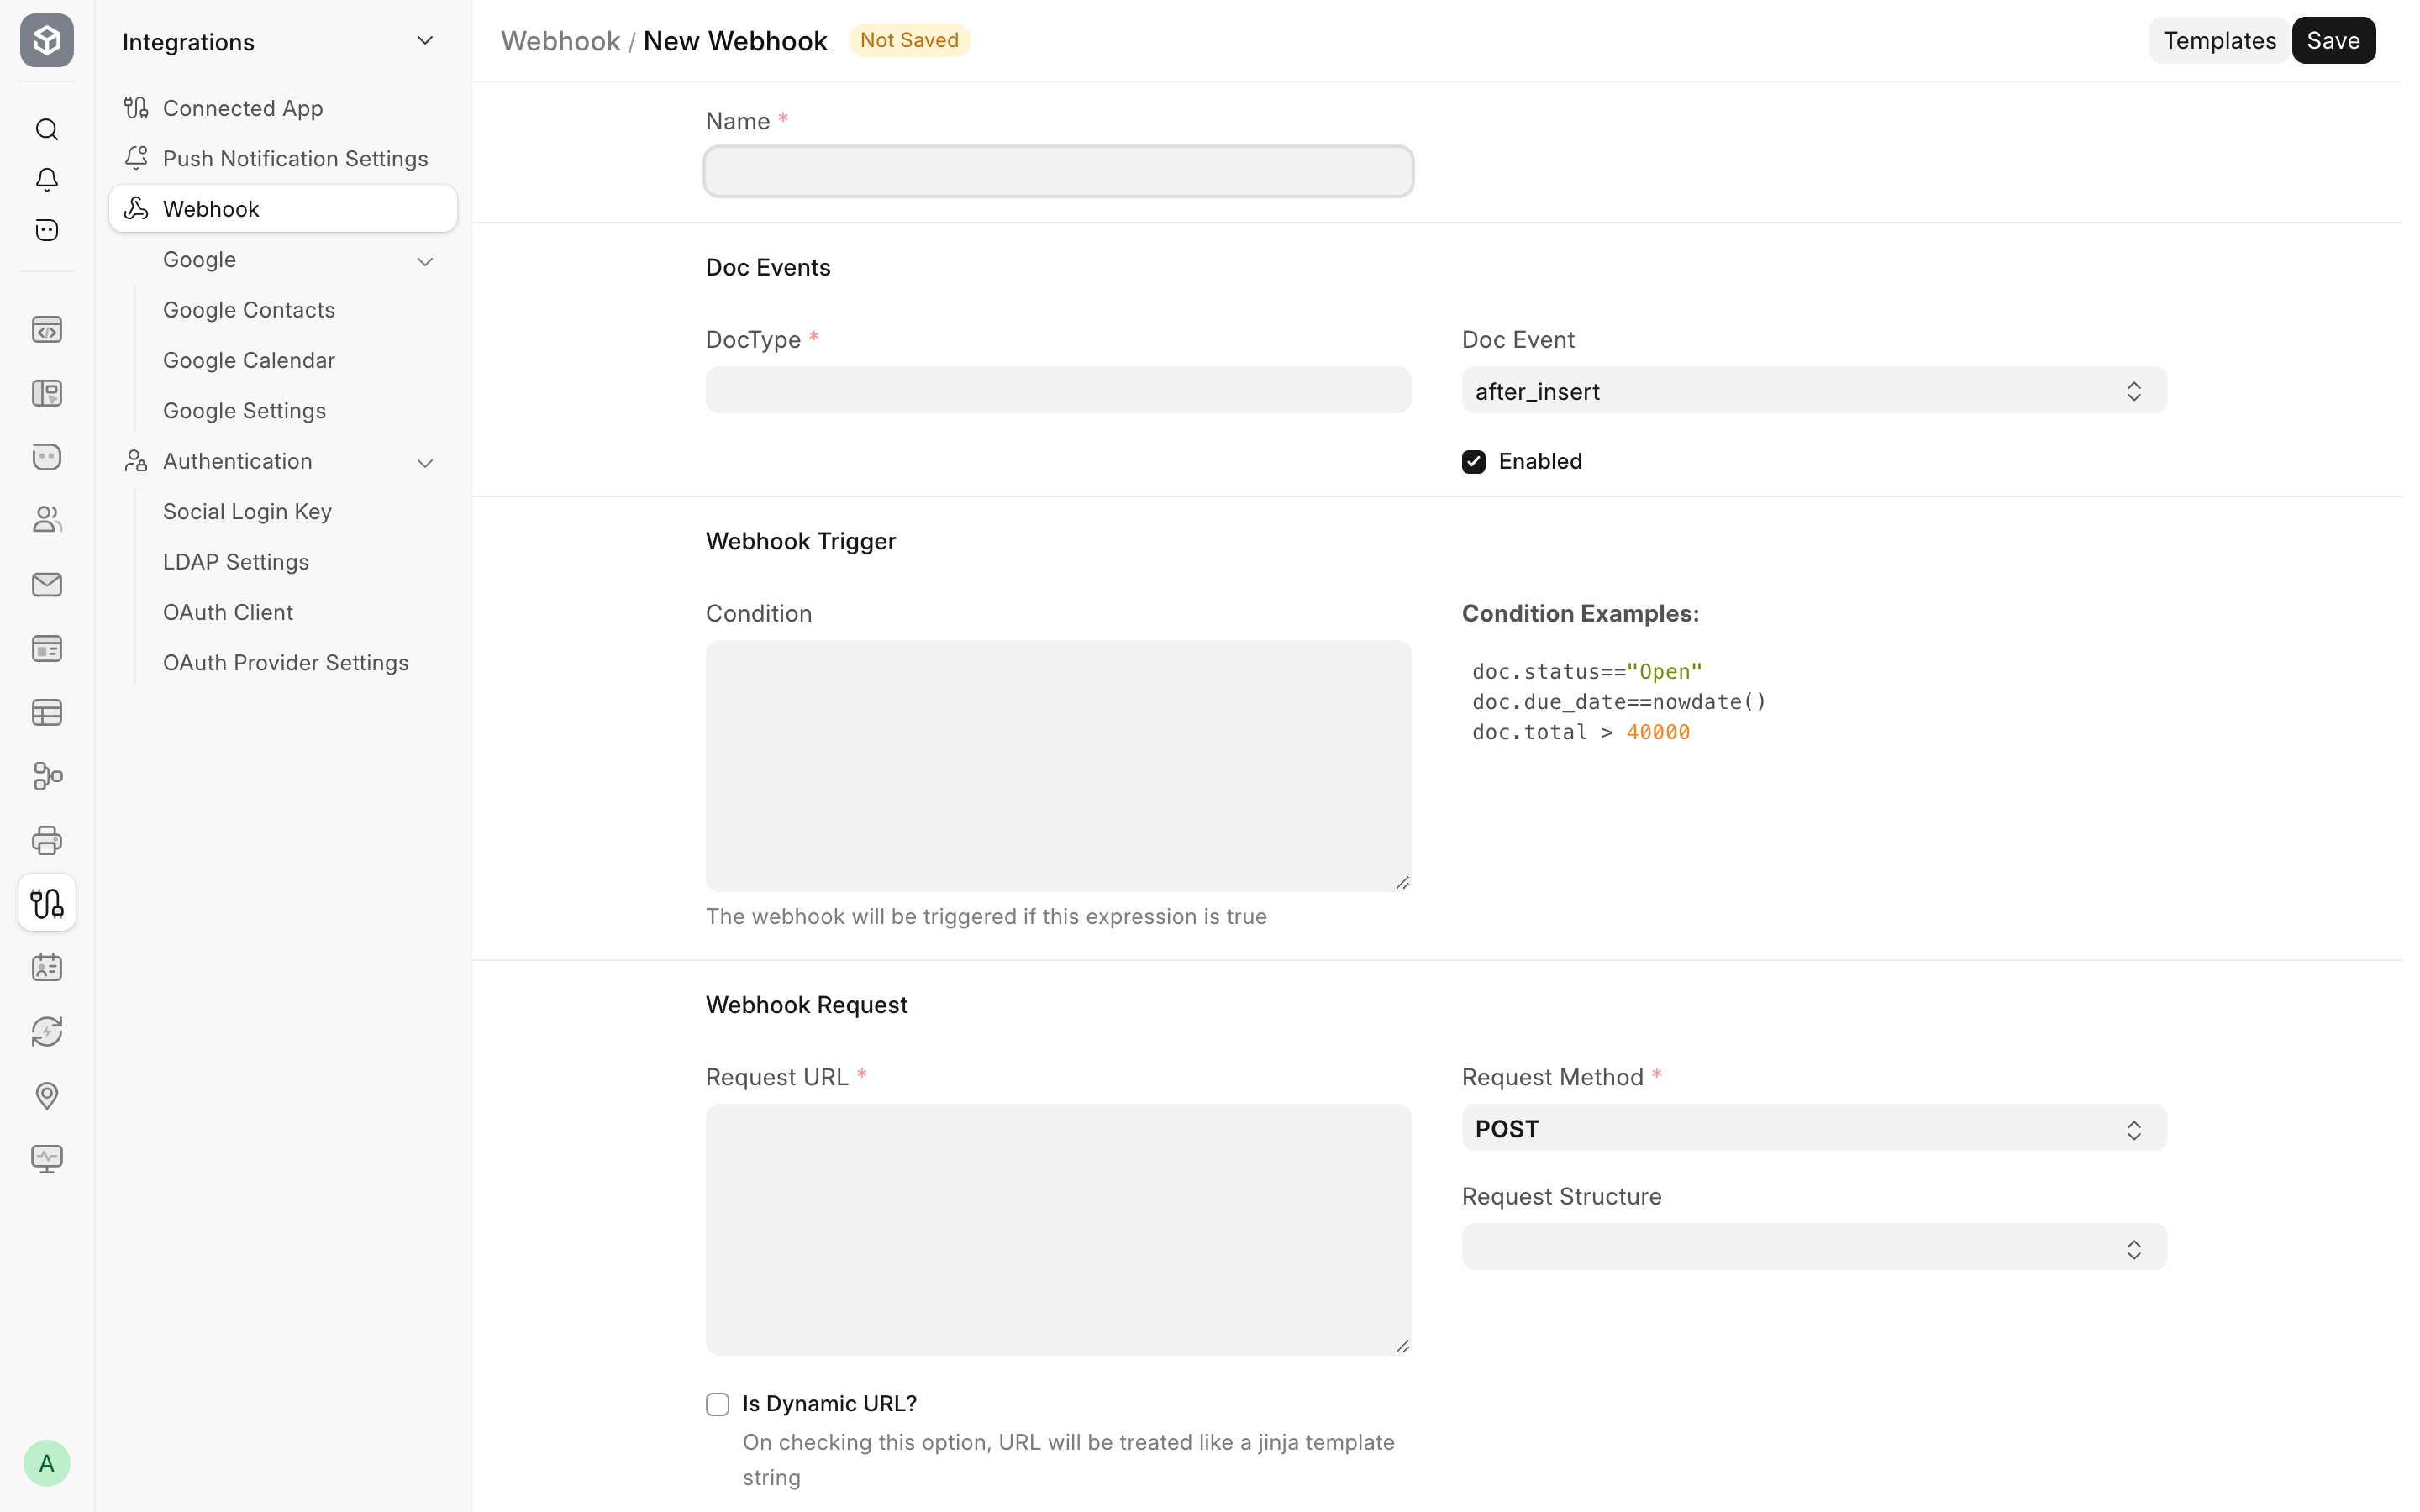 Integrations
Connected App
Push Notification Settings
Webhook
Google
Google Contacts
Google Calendar
Google Settings
Authentication
Social Login Key
LDAP Settings
OAuth Client
OAuth Provider Settings
A
Webhook / New Webhook
Not Saved
Templates
Save
Name *
Doc Events
DocType *
Doc Event
after_insert
Enabled
Webhook Trigger
Condition
The webhook will be triggered if this expression is true
Condition Examples:
doc.status=="Open"
doc.due_date==nowdate()
doc.total > 40000
Webhook Request
Request URL *
Request Method *
POST
Request Structure
Is Dynamic URL?
On checking this option, URL will be treated like a jinja template
string